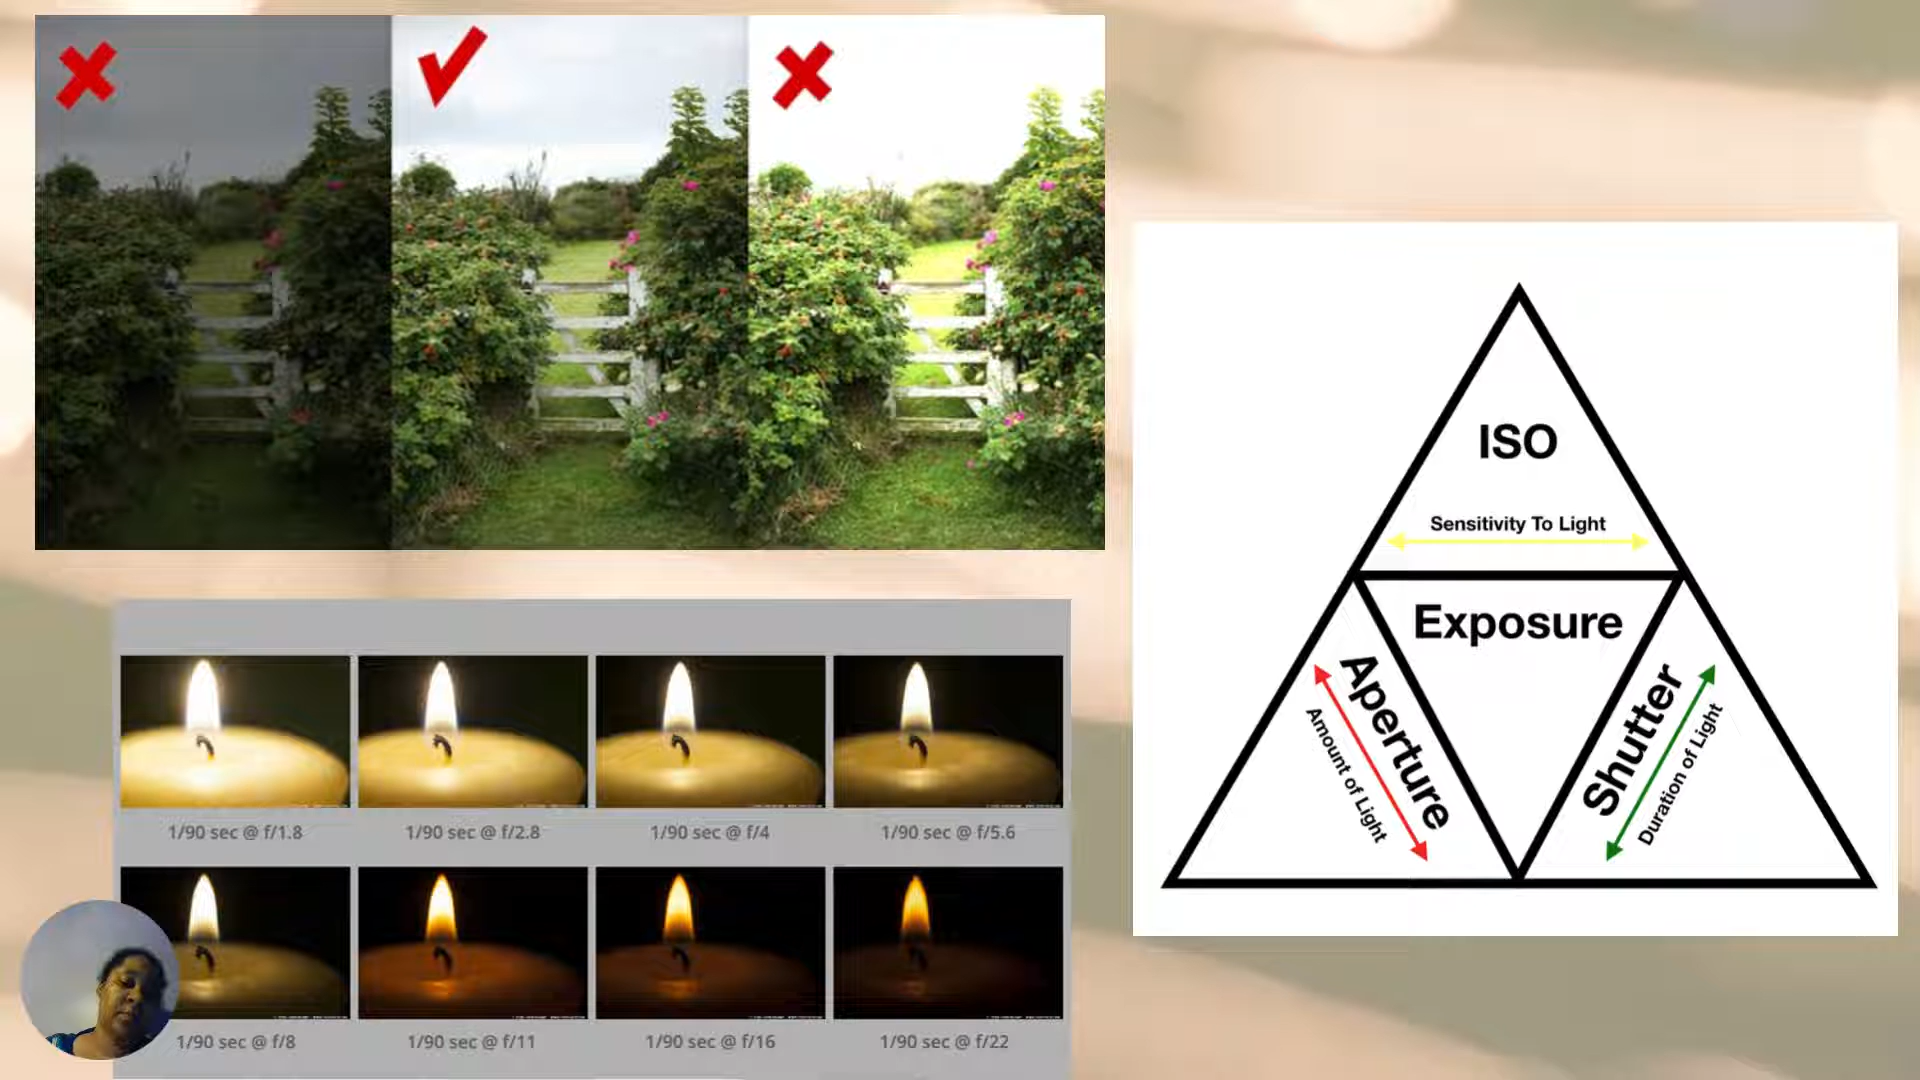 ISO
Sensitivity To Light
Exposure
Aperture
Amount of Light
Shutter
Duration of Light
1/90 sec @ f/1.8
1/90 sec @ f/2.8
1/90 sec @ f/4
1/90 sec @ f/5.6
1/90 sec @ f/8
1/90 sec @ f/11
1/90 sec @ f/16
1/90 sec @ f/22